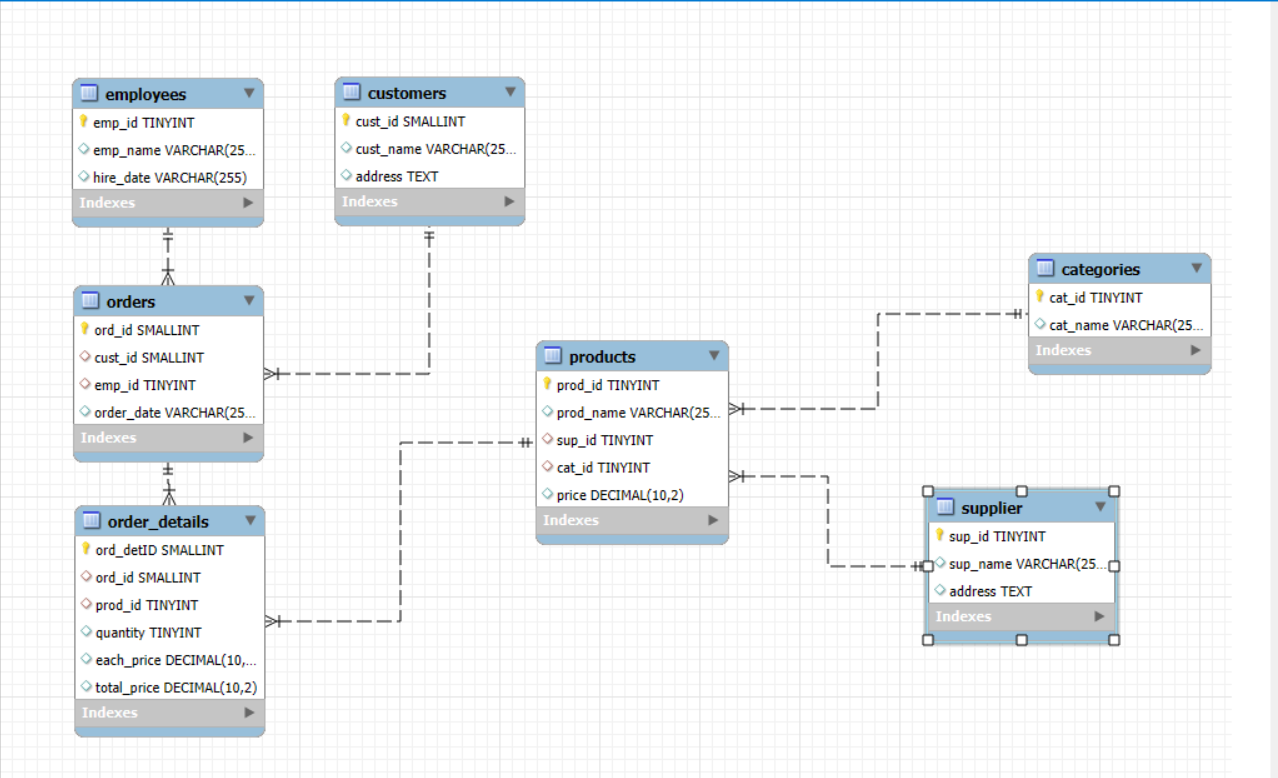 employees
emp_id TINYINT
emp_name VARCHAR(25...
hire_date VARCHAR(255)
Indexes
customers
cust_id SMALLINT
cust_name VARCHAR(25...
address TEXT
Indexes
orders
ord_id SMALLINT
cust_id SMALLINT
emp_id TINYINT
order_date VARCHAR(25...
Indexes
order_details
ord_detID SMALLINT
ord_id SMALLINT
prod_id TINYINT
quantity TINYINT
each_price DECIMAL(10,...
total_price DECIMAL(10,2)
Indexes
products
prod_id TINYINT
prod_name VARCHAR(25...
sup_id TINYINT
cat_id TINYINT
price DECIMAL(10,2)
Indexes
categories
cat_id TINYINT
cat_name VARCHAR(25...
Indexes
supplier
sup_id TINYINT
sup_name VARCHAR(25...
address TEXT
Indexes